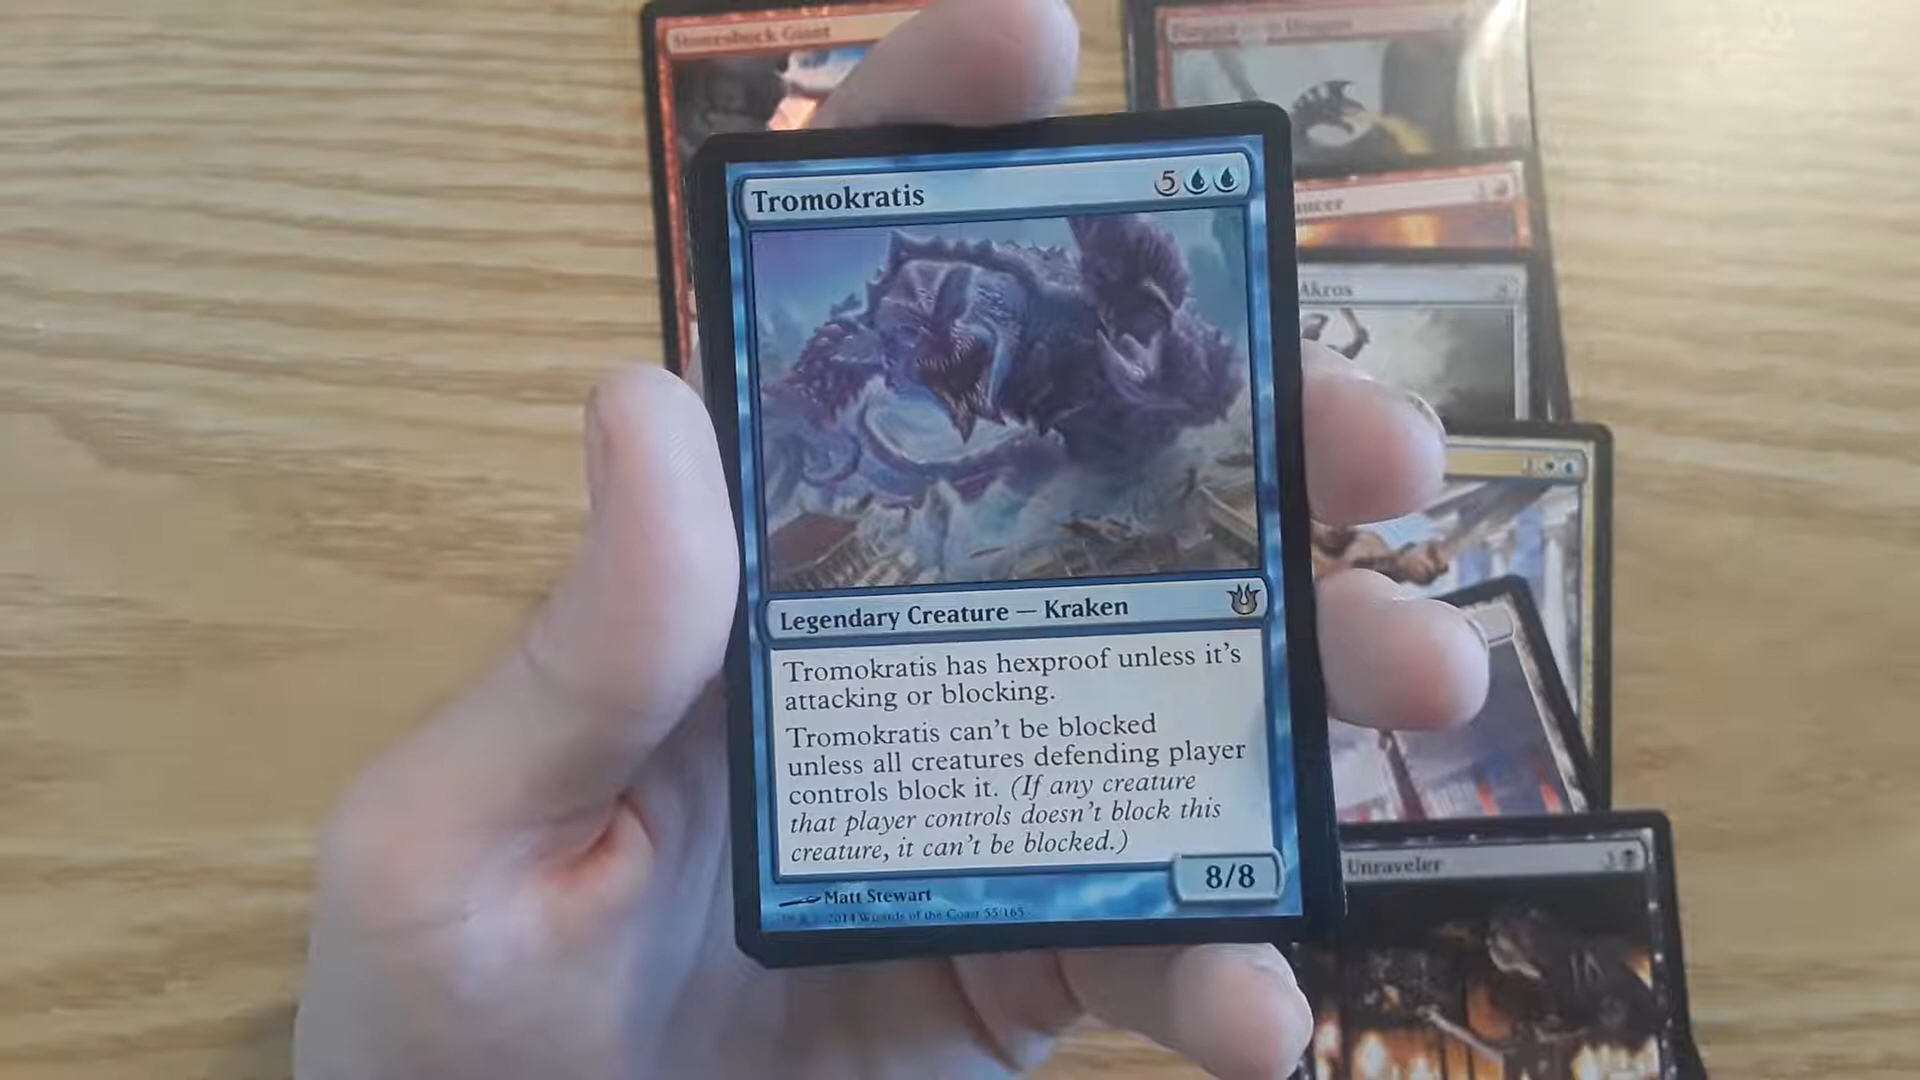 Stoneshock Giant
Tromokratis
5
Legendary Creature — Kraken
Tromokratis has hexproof unless it's
attacking or blocking.
Tromokratis can't be blocked
unless all creatures defending player
controls block it. (If any creature
that player controls doesn't block this
creature, it can't be blocked.)
8/8
Matt Stewart
2014 Wizards of the Coast 55/165
Akros
Unraveler